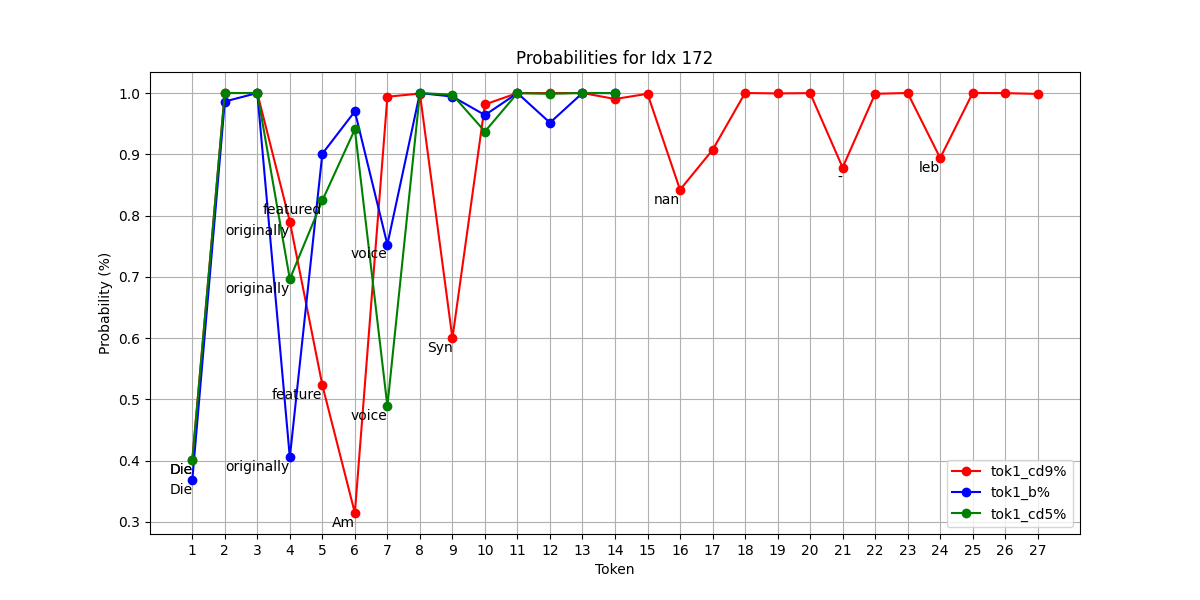 Probabilities for Idx 172
Probability (%)
1.0
0.9
0.8
0.7
0.6
0.5
0.4
0.3
featured
originally
originally
voice
Syn
feature
voice
originally
Die
Die
Die
Am
nan
-
leb
tok1_cd9%
tok1_b%
tok1_cd5%
1 2 3 4 5 6 7 8 9 10 11 12 13 14 15 16 17 18 19 20 21 22 23 24 25 26 27
Token